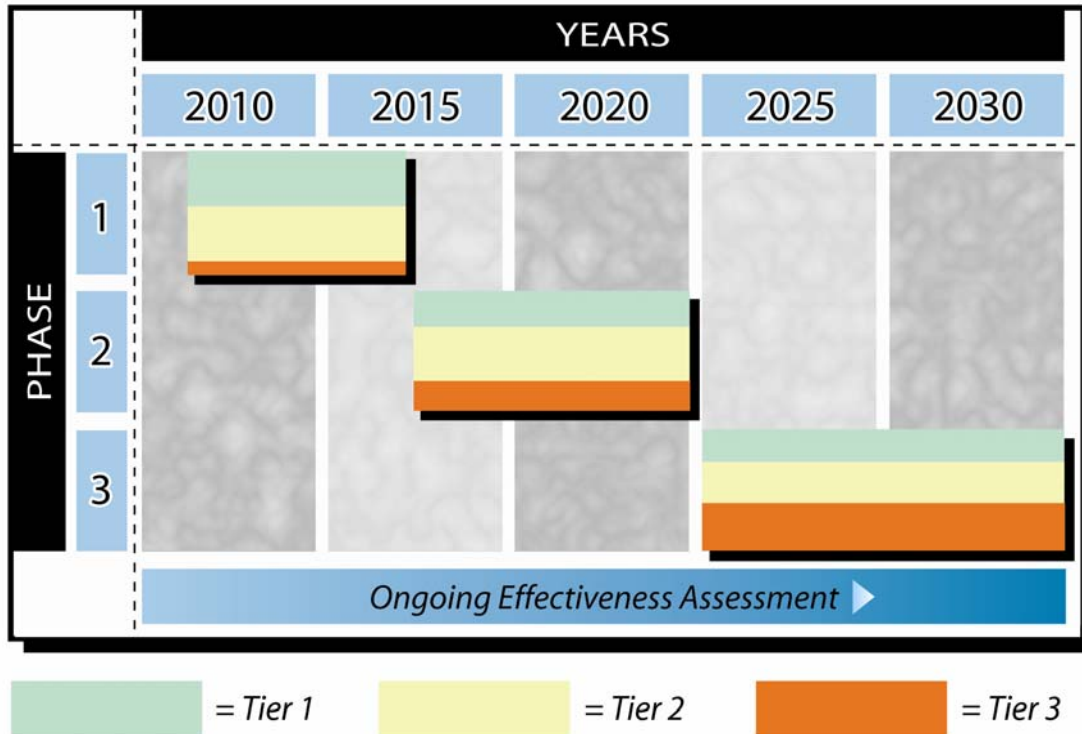 YEARS
2010 2015 2020 2025 2030
PHASE
1
2
3
Ongoing Effectiveness Assessment
= Tier 1 = Tier 2 = Tier 3